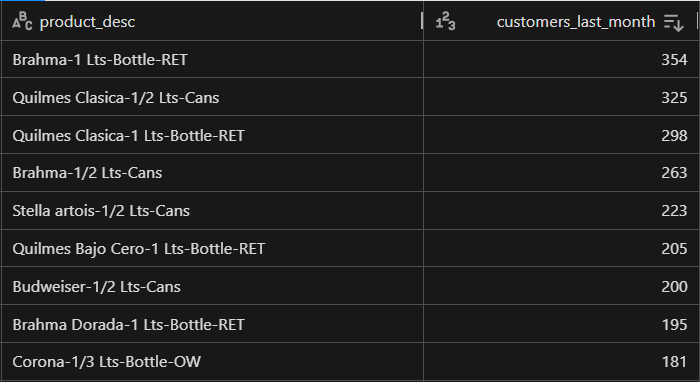 ABC product_desc 123 customers_last_month
Brahma-1 Lts-Bottle-RET 354
Quilmes Clasica-1/2 Lts-Cans 325
Quilmes Clasica-1 Lts-Bottle-RET 298
Brahma-1/2 Lts-Cans 263
Stella artois-1/2 Lts-Cans 223
Quilmes Bajo Cero-1 Lts-Bottle-RET 205
Budweiser-1/2 Lts-Cans 200
Brahma Dorada-1 Lts-Bottle-RET 195
Corona-1/3 Lts-Bottle-OW 181